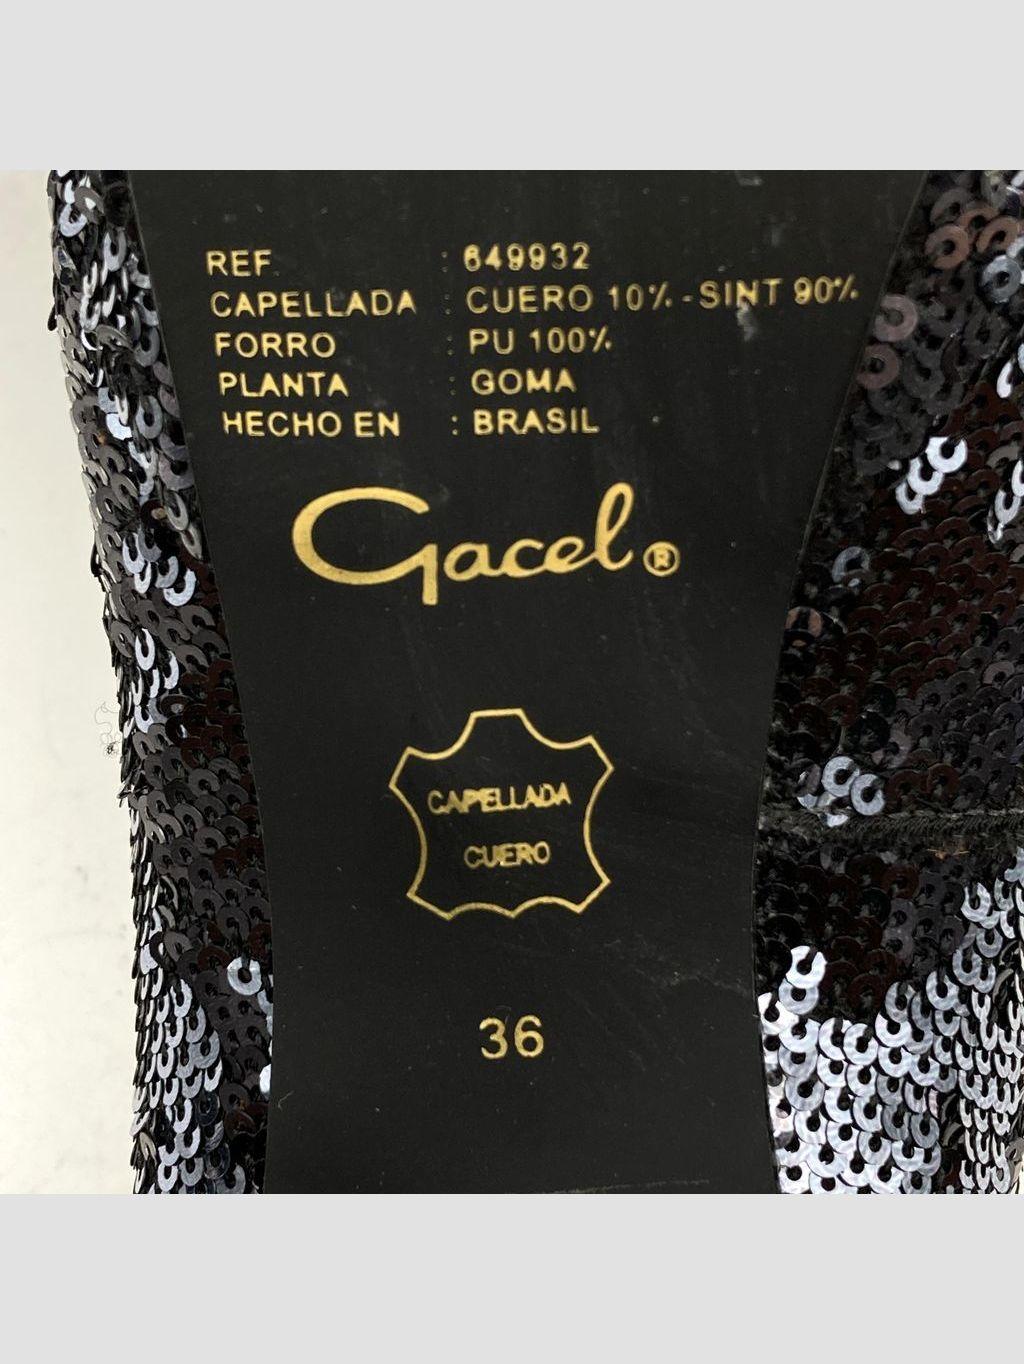 REF. : 649932
CAPELLADA : CUERO 10% - SINT 90%
FORRO : PU 100%
PLANTA : GOMA
HECHO EN : BRASIL
Gacel®
CAPELLADA
CUERO
36